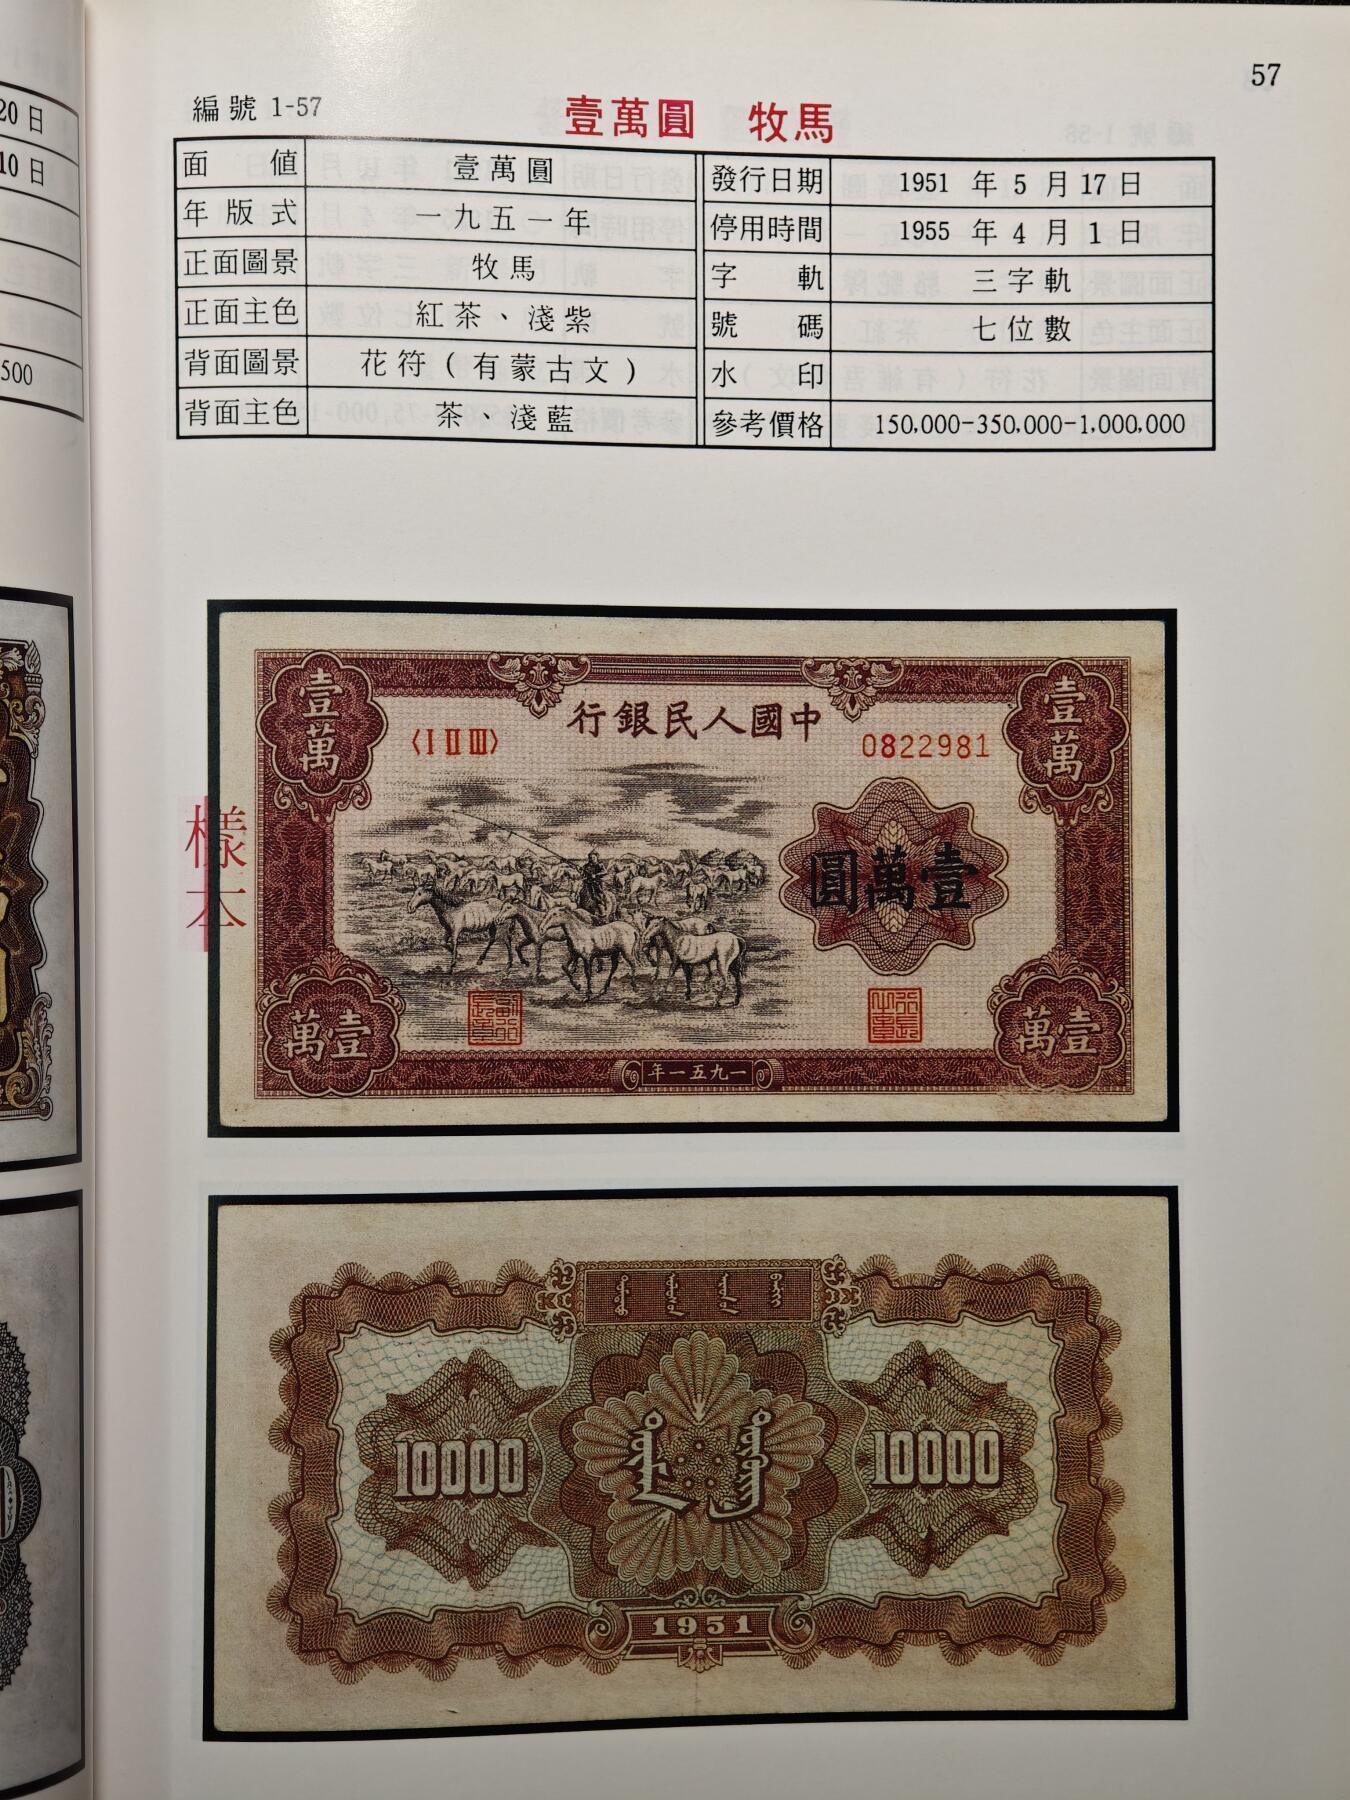 57
編號 1-57
壹萬圓 牧馬
面值 壹萬圓 發行日期 1951 年 5 月 17 日
年版式 一九五一年 停用時間 1955 年 4 月 1 日
正面圖景 牧馬 字軌 三字軌
正面主色 紅茶、淺紫 號碼 七位數
背面圖景 花符(有蒙古文) 水印
背面主色 茶、淺藍 參考價格 150,000-350,000-1,000,000
20 日
10 日
500
壹萬
壹萬
行銀民人國中
〈I II III〉
0822981
圓萬壹
樣本
萬壹
萬壹
年一五九一
10000
10000
1951